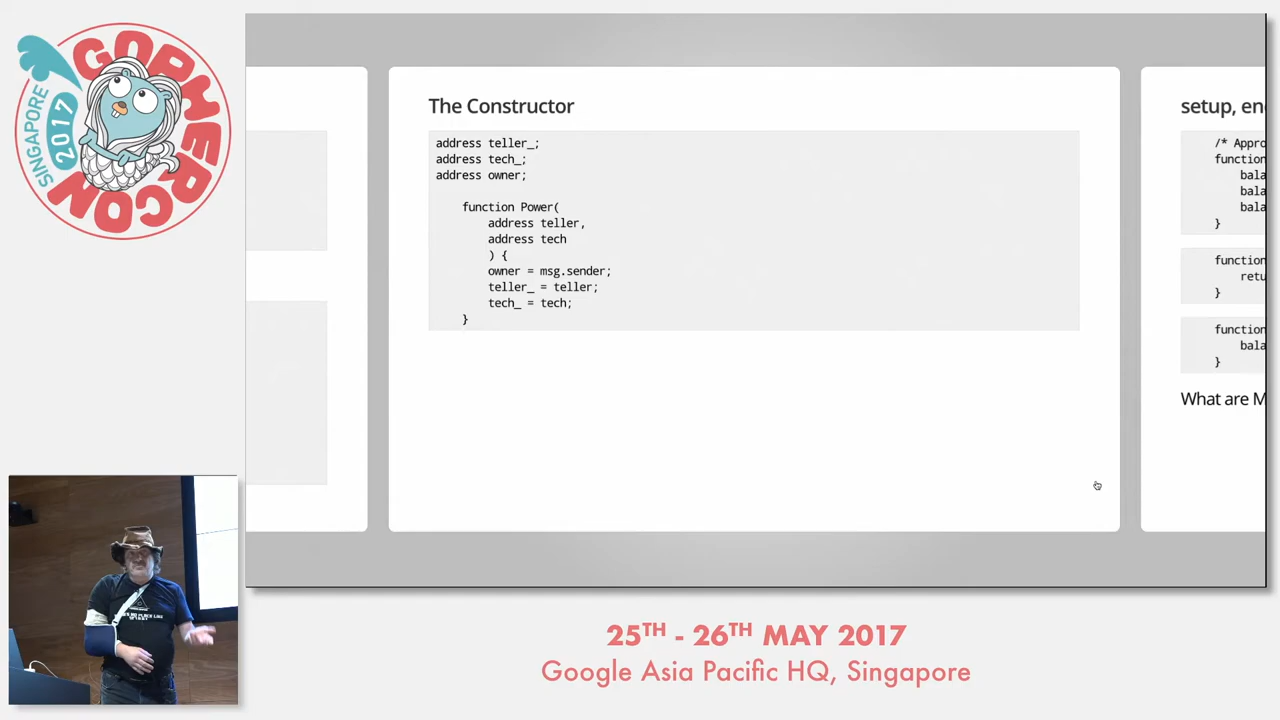 GOPHERCON
SINGAPORE
2017
The Constructor
address teller_;
address tech_;
address owner;
function Power(
address teller,
address tech
) {
owner = msg.sender;
teller_ = teller;
tech_ = tech;
}
setup,
/* Appro
function
bala
bala
bala
}
function
retu
}
function
bala
}
What are M
25TH - 26TH MAY 2017
Google Asia Pacific HQ, Singapore